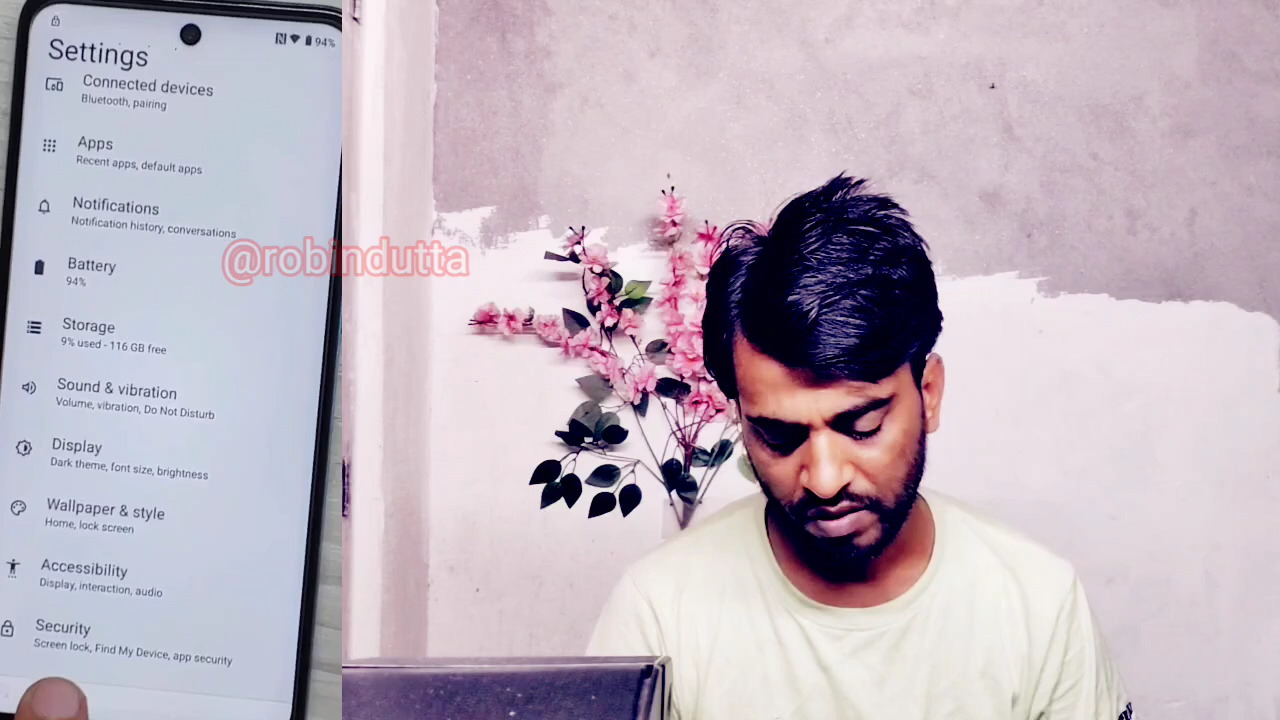 94%
Settings
Connected devices
Bluetooth, pairing
Apps
Recent apps, default apps
Notifications
Notification history, conversations
@robindutta
Battery
94%
Storage
9% used - 116 GB free
Sound & vibration
Volume, vibration, Do Not Disturb
Display
Dark theme, font size, brightness
Wallpaper & style
Home, lock screen
Accessibility
Display, interaction, audio
Security
Screen lock, Find My Device, app security